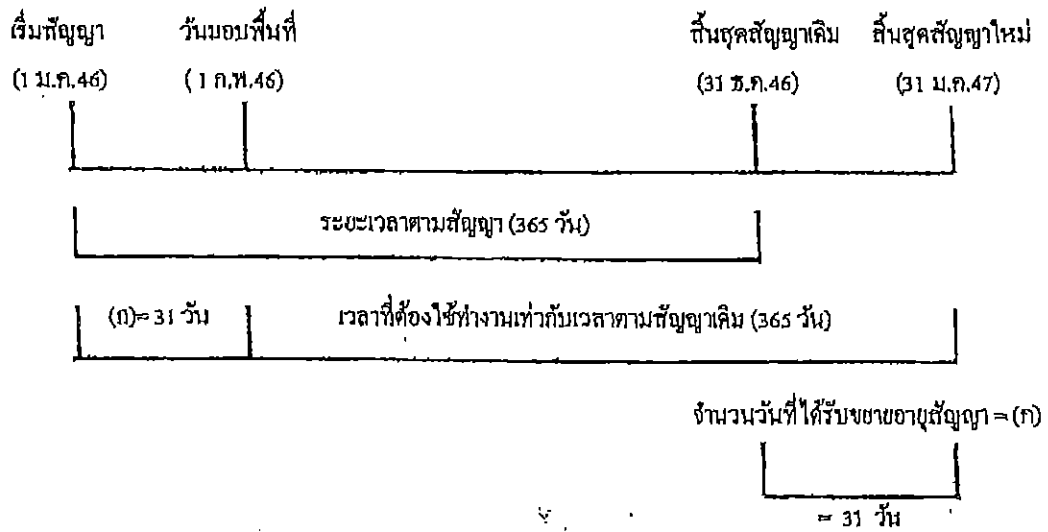 เริ่มสัญญา วันมอบพื้นที่ สิ้นสุดสัญญาเดิม สิ้นสุดสัญญาใหม่
(1 ม.ค.46) (1 ก.พ.46) (31 ธ.ค.46) (31 ม.ค.47)
ระยะเวลาตามสัญญา (365 วัน)
(ก)= 31 วัน เวลาที่ต้องใช้ทำงานเท่ากับเวลาตามสัญญาเดิม (365 วัน)
จำนวนวันที่ได้รับขยายอายุสัญญา = (ก)
= 31 วัน